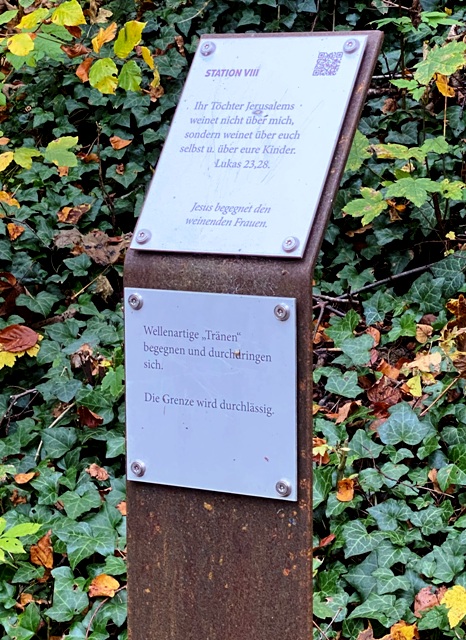 STATION VIII
Ihr Töchter Jerusalems
weinet nicht über mich,
sondern weinet über euch
selbst u. über eure Kinder.
Lukas 23,28.
Jesus begegnet den
weinenden Frauen.
Wellenartige „Tränen“
begegnen und durchdringen
sich.
Die Grenze wird durchlässig.